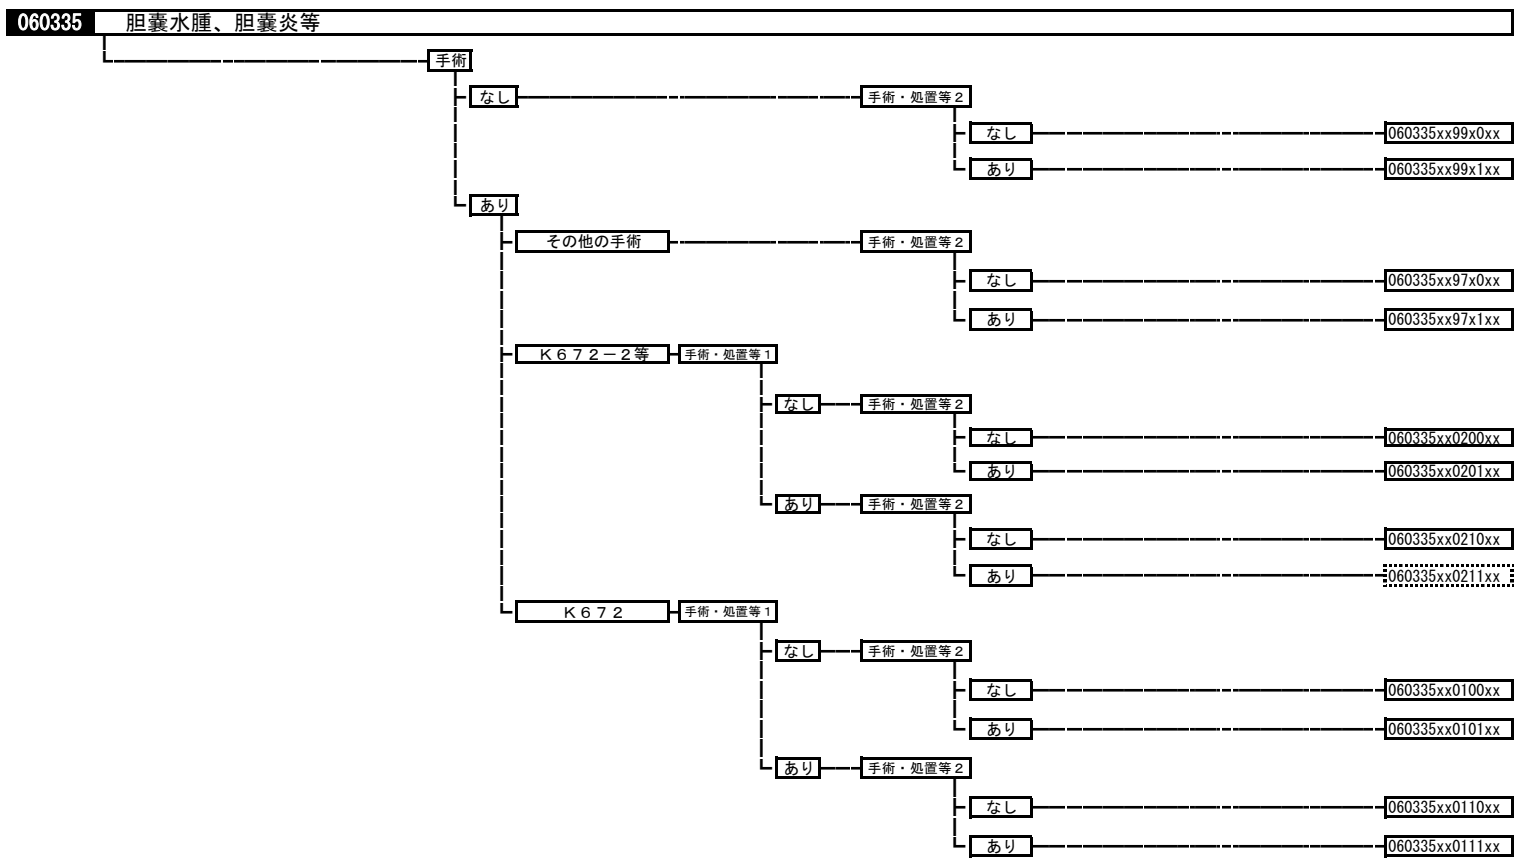 060335 胆嚢水腫、胆嚢炎等
手術
なし 手術・処置等２
なし 060335xx99x0xx
あり 060335xx99x1xx
あり
その他の手術 手術・処置等２
なし 060335xx97x0xx
あり 060335xx97x1xx
Ｋ６７２－２等 手術・処置等１
なし 手術・処置等２
なし 060335xx0200xx
あり 060335xx0201xx
あり 手術・処置等２
なし 060335xx0210xx
あり 060335xx0211xx
Ｋ６７２ 手術・処置等１
なし 手術・処置等２
なし 060335xx0100xx
あり 060335xx0101xx
あり 手術・処置等２
なし 060335xx0110xx
あり 060335xx0111xx